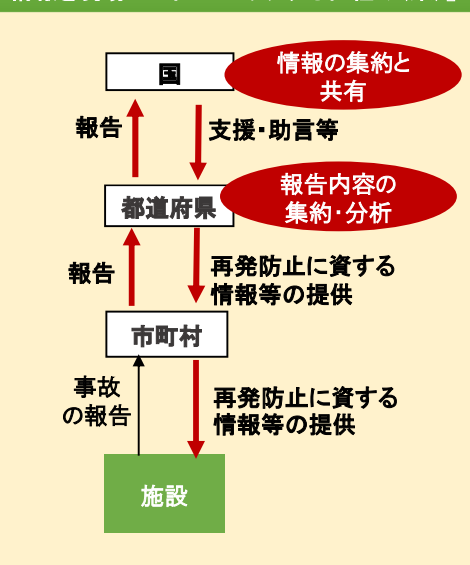 国
情報の集約と
共有
報告
支援・助言等
都道府県
報告内容の
集約・分析
報告
再発防止に資する
情報等の提供
市町村
事故
の報告
再発防止に資する
情報等の提供
施設